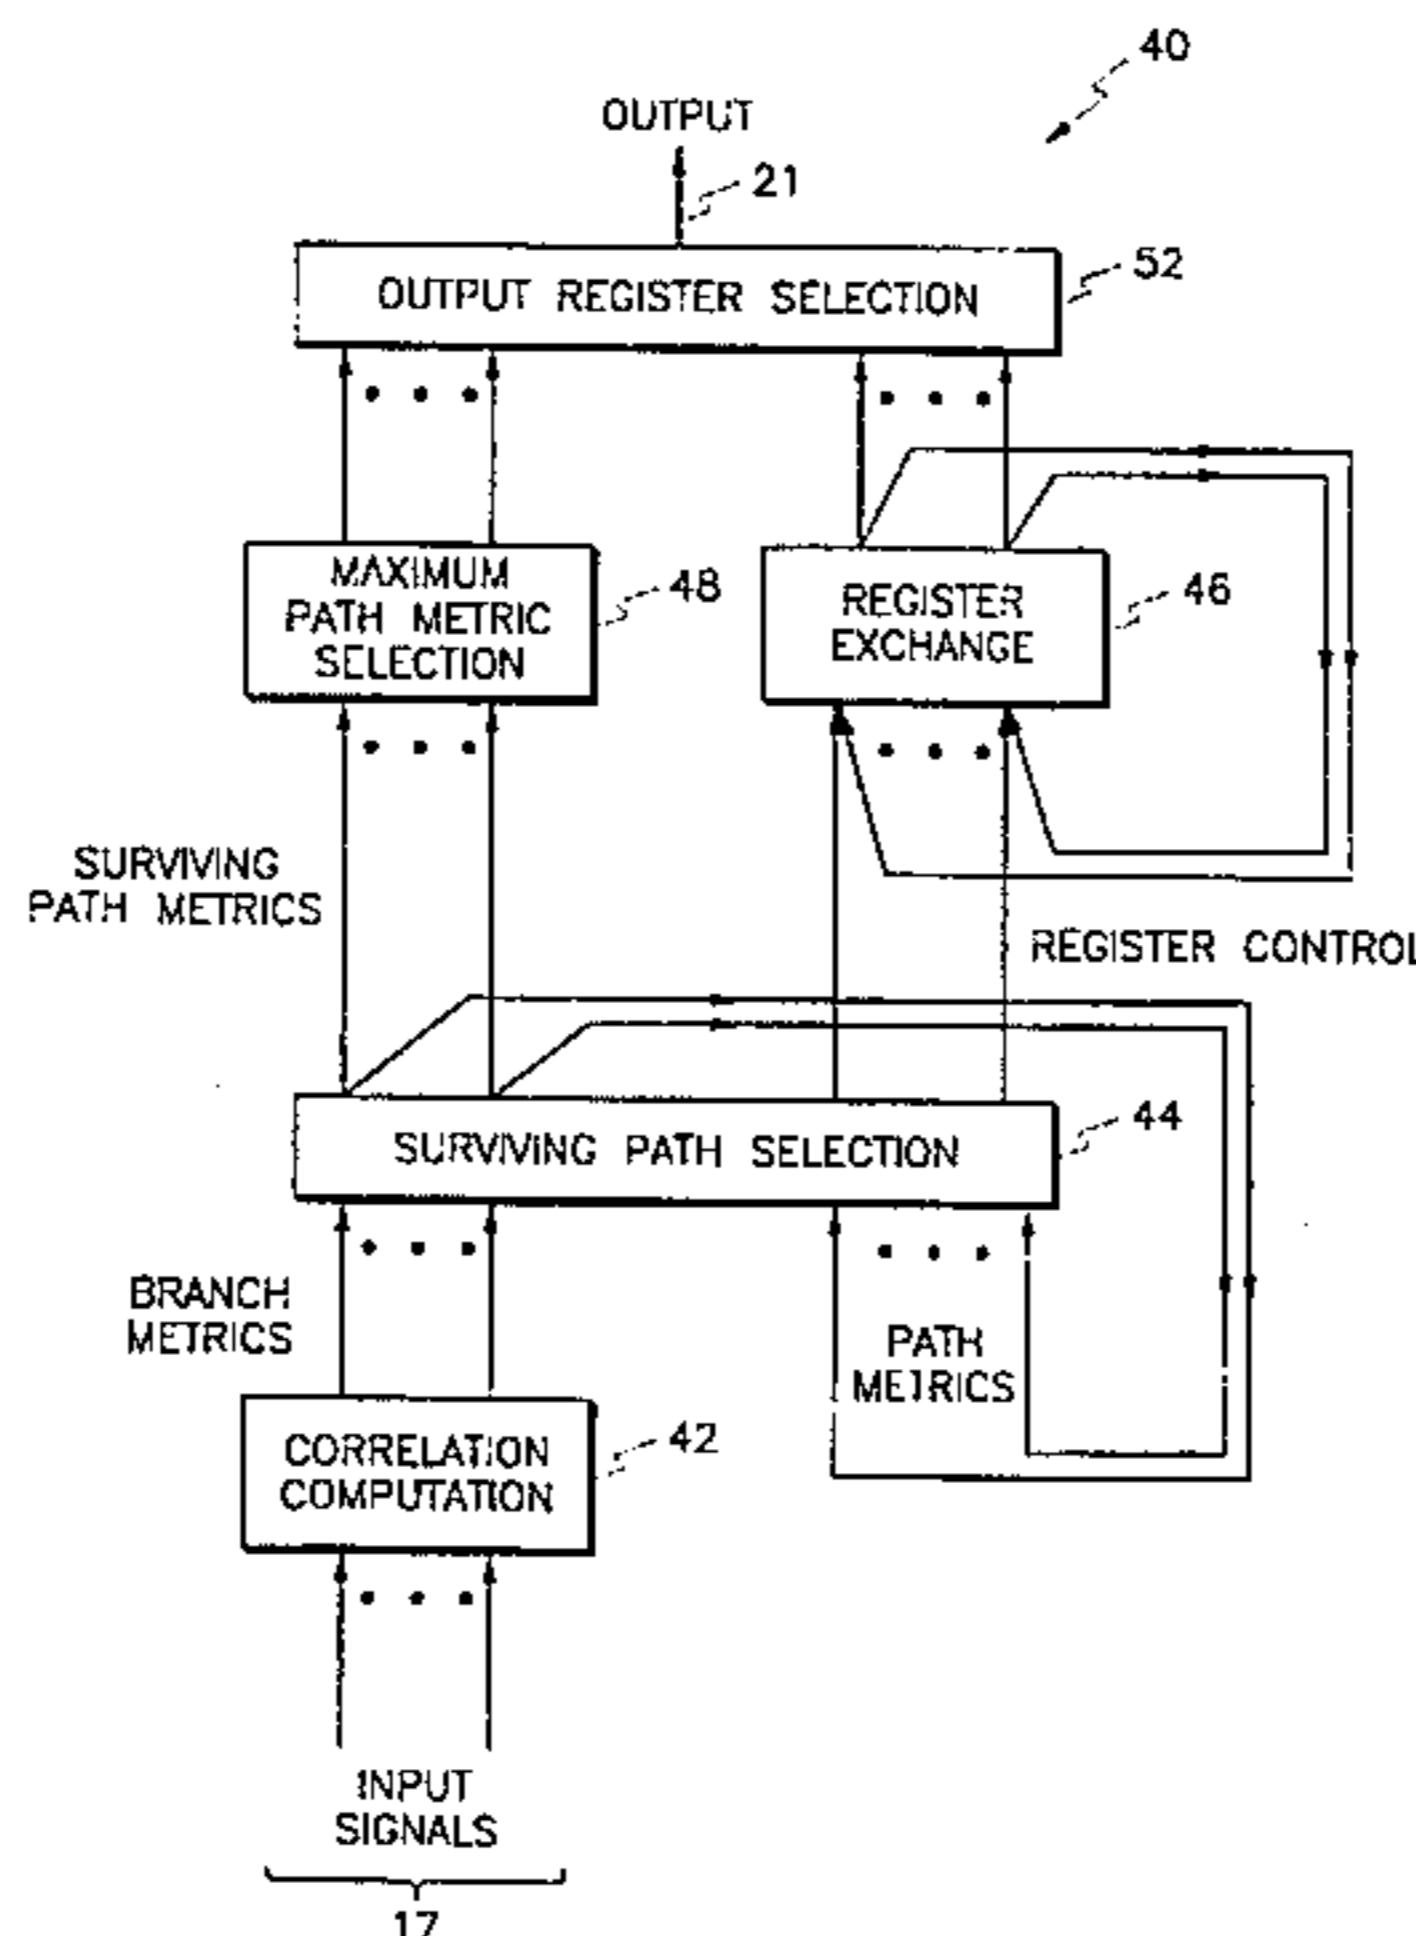 40
OUTPUT
21
OUTPUT REGISTER SELECTION
52
MAXIMUM
PATH METRIC
SELECTION
48
REGISTER
EXCHANGE
46
SURVIVING
PATH METRICS
REGISTER CONTROL
SURVIVING PATH SELECTION
44
BRANCH
METRICS
PATH
METRICS
CORRELATION
COMPUTATION
42
INPUT
SIGNALS
17